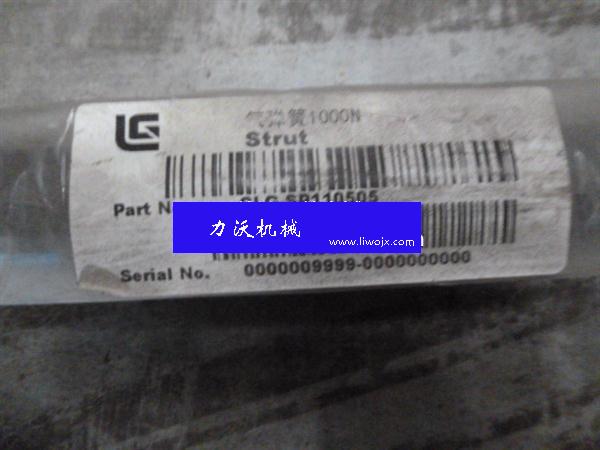 LG
气弹簧1000N
Strut
Part N
SLG SP110505
力沃机械
www.liwojx.com
Serial No.
0000009999-0000000000